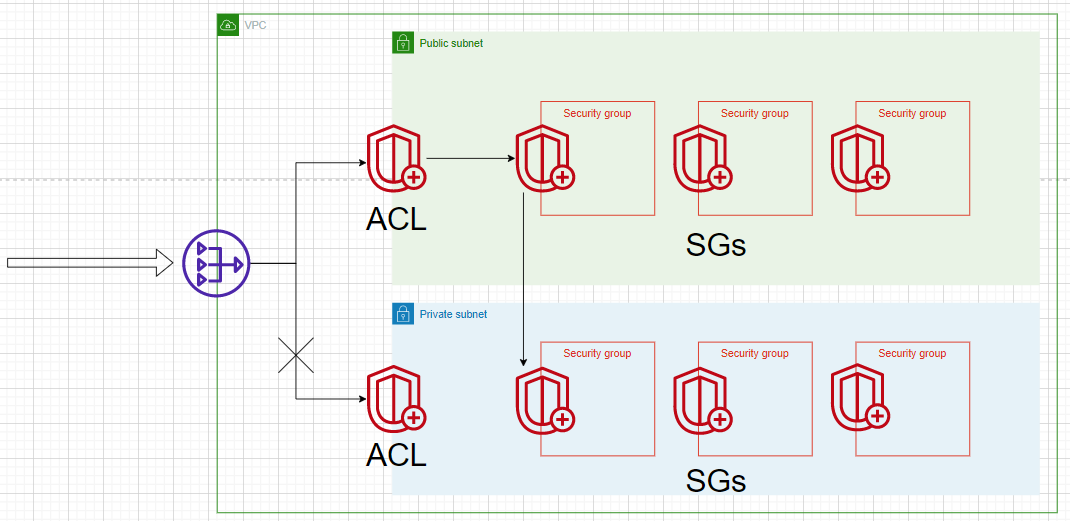 VPC
Public subnet
Security group
Security group
Security group
ACL
SGs
Private subnet
Security group
Security group
Security group
ACL
SGs